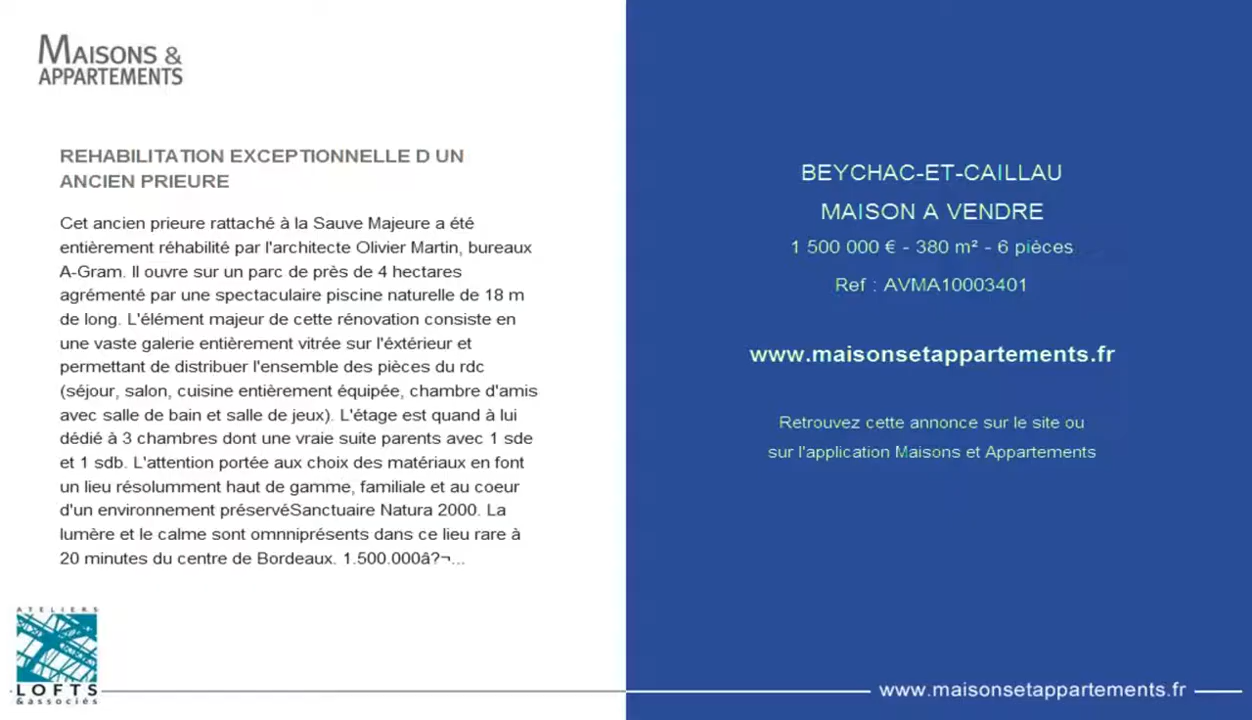 MAISONS &
APPARTEMENTS
REHABILITATION EXCEPTIONNELLE D UN
ANCIEN PRIEURE
Cet ancien prieure rattaché à la Sauve Majeure a été
entièrement réhabilité par l'architecte Olivier Martin, bureaux
A-Gram. Il ouvre sur un parc de près de 4 hectares
agrémenté par une spectaculaire piscine naturelle de 18 m
de long. L'élément majeur de cette rénovation consiste en
une vaste galerie entièrement vitrée sur l'éxtérieur et
permettant de distribuer l'ensemble des pièces du rdc
(séjour, salon, cuisine entièrement équipée, chambre d'amis
avec salle de bain et salle de jeux). L'étage est quand à lui
dédié à 3 chambres dont une vraie suite parents avec 1 sde
et 1 sdb. L'attention portée aux choix des matériaux en font
un lieu résolumment haut de gamme, familiale et au coeur
d'un environnement préservéSanctuaire Natura 2000. La
lumère et le calme sont omnniprésents dans ce lieu rare à
20 minutes du centre de Bordeaux. 1.500.000â?¬...
ATELIERS
LOFTS
&associés
BEYCHAC-ET-CAILLAU
MAISON A VENDRE
1 500 000 € - 380 m² - 6 pièces
Ref : AVMA10003401
www.maisonsetappartements.fr
Retrouvez cette annonce sur le site ou
sur l'application Maisons et Appartements
www.maisonsetappartements.fr